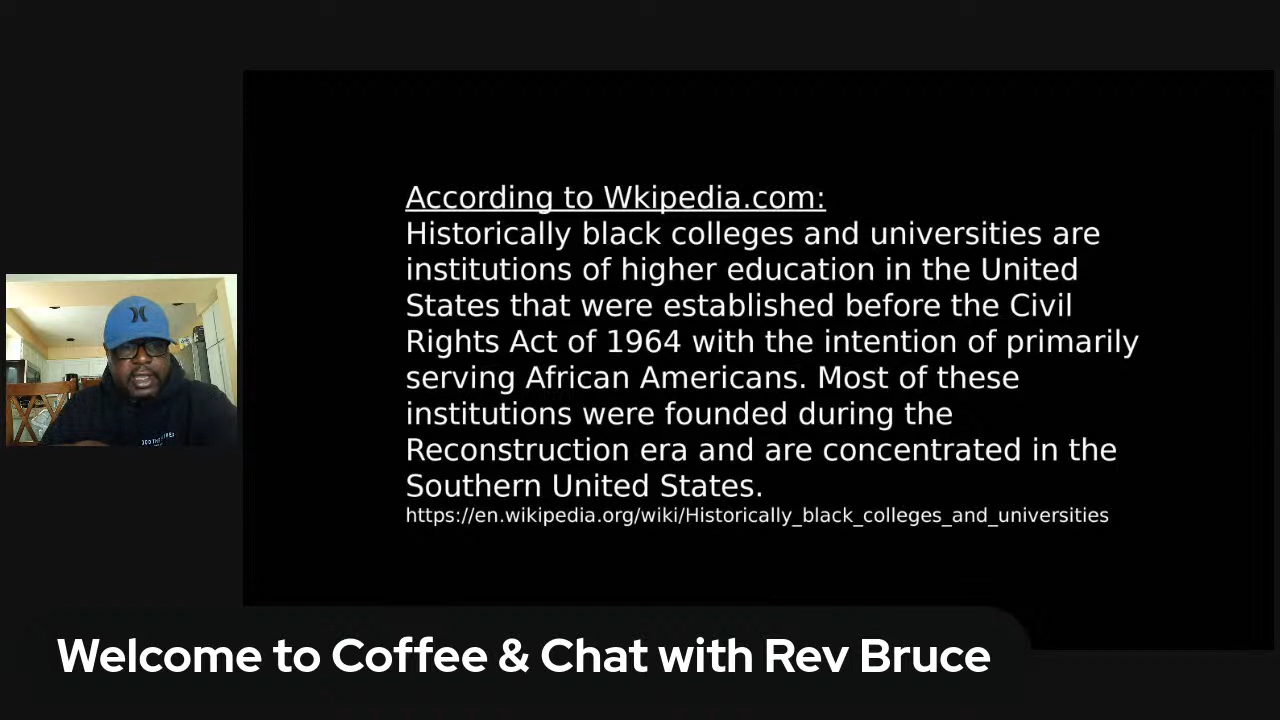 According to Wkipedia.com:
Historically black colleges and universities are
institutions of higher education in the United
States that were established before the Civil
Rights Act of 1964 with the intention of primarily
serving African Americans. Most of these
institutions were founded during the
Reconstruction era and are concentrated in the
Southern United States.
https://en.wikipedia.org/wiki/Historically_black_colleges_and_universities
Welcome to Coffee & Chat with Rev Bruce